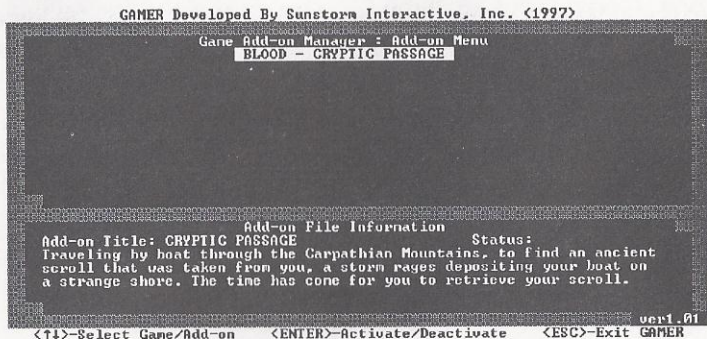 GAMER Developed By Sunstorm Interactive, Inc. <1997>
Game Add-on Manager : Add-on Menu
BLOOD - CRYPTIC PASSAGE
Add-on File Information
Add-on Title: CRYPTIC PASSAGE Status:
Traveling by boat through the Carpathian Mountains, to find an ancient
scroll that was taken from you, a storm rages depositing your boat on
a strange shore. The time has come for you to retrieve your scroll.
ver1.01
<↑↓>-Select Game/Add-on <ENTER>-Activate/Deactivate <ESC>-Exit GAMER